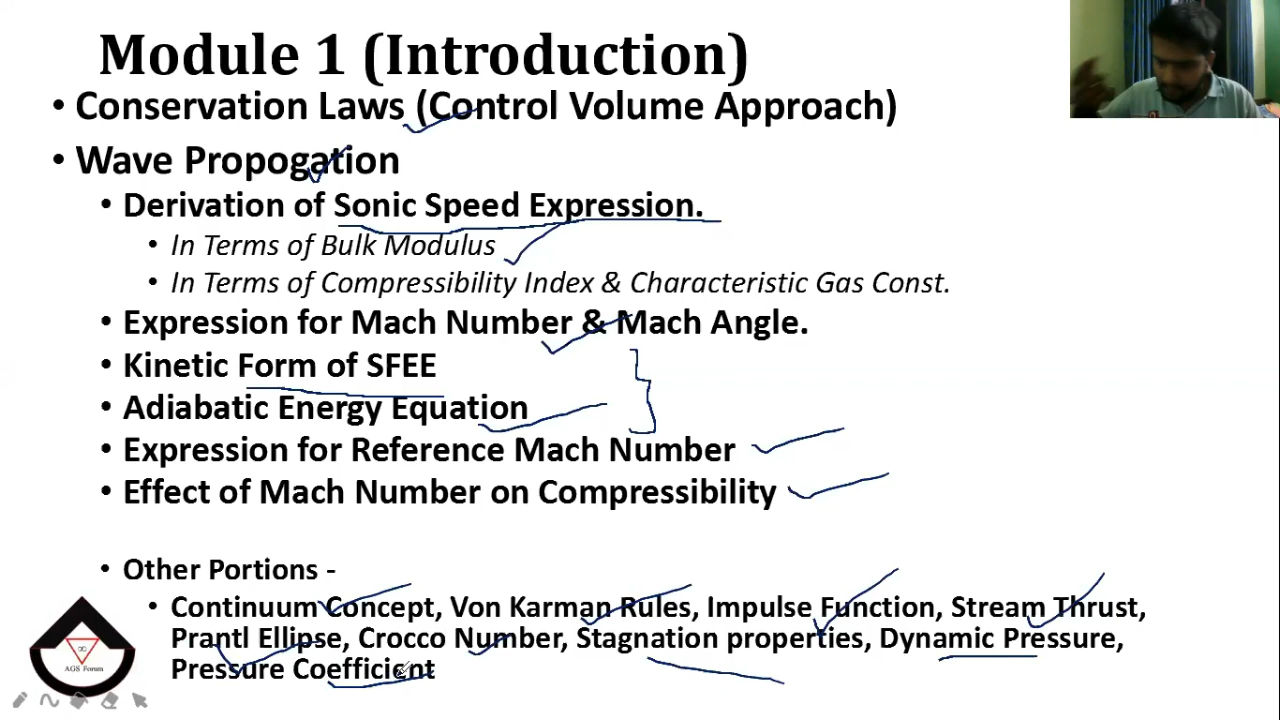 Module 1 (Introduction)
• Conservation Laws (Control Volume Approach)
• Wave Propogation
• Derivation of Sonic Speed Expression.
• In Terms of Bulk Modulus
• In Terms of Compressibility Index & Characteristic Gas Const.
• Expression for Mach Number & Mach Angle.
• Kinetic Form of SFEE
• Adiabatic Energy Equation
• Expression for Reference Mach Number
• Effect of Mach Number on Compressibility
• Other Portions -
• Continuum Concept, Von Karman Rules, Impulse Function, Stream Thrust,
Prantl Ellipse, Crocco Number, Stagnation properties, Dynamic Pressure,
Pressure Coefficient
∞
AGS Forum